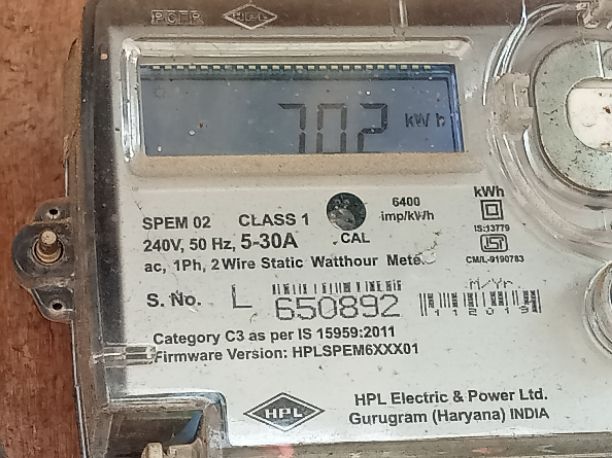 HPL
702 kWh
6400
imp/kWh
kWh
SPEM 02 CLASS 1
240V, 50 Hz, 5-30A CAL
IS:13779
CM/L-9190783
ac, 1Ph, 2 Wire Static Watthour Mete
S. No. L 650892
M/Yr
112019
Category C3 as per IS 15959:2011
Firmware Version: HPLSPEM6XXX01
HPL
HPL Electric & Power Ltd.
Gurugram (Haryana) INDIA